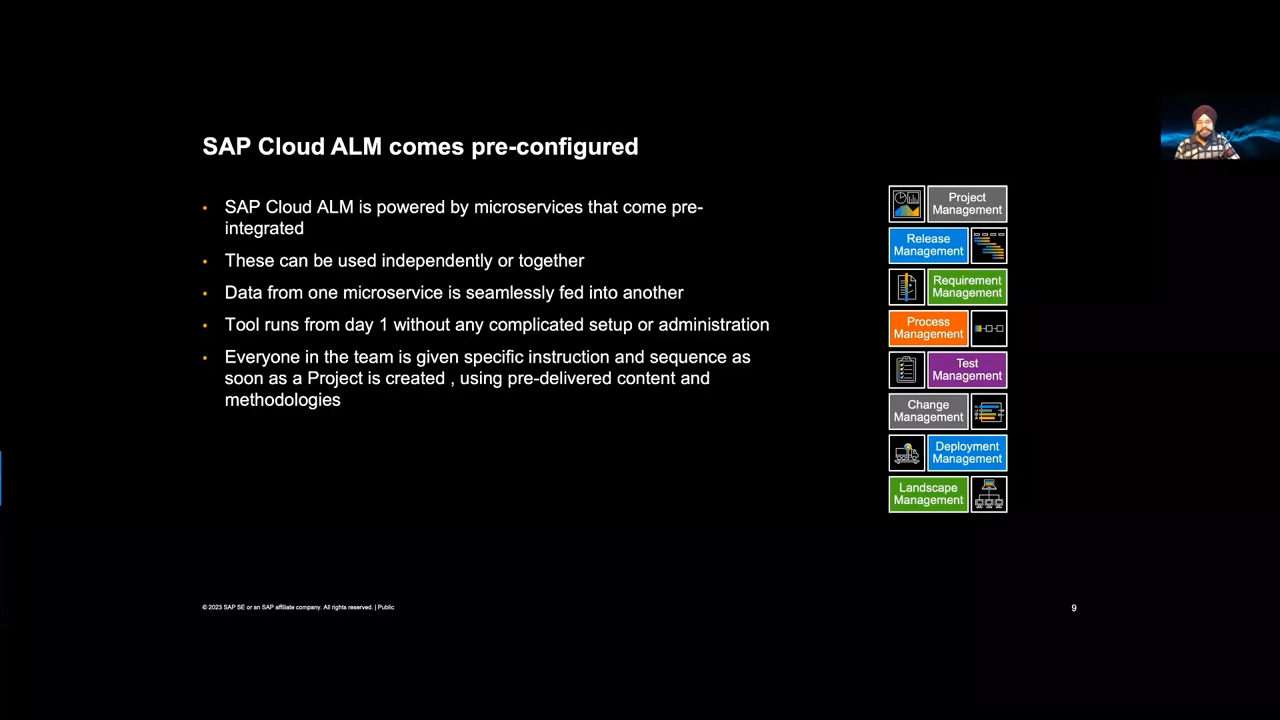 SAP Cloud ALM comes pre-configured
• SAP Cloud ALM is powered by microservices that come pre-
integrated
• These can be used independently or together
• Data from one microservice is seamlessly fed into another
• Tool runs from day 1 without any complicated setup or administration
• Everyone in the team is given specific instruction and sequence as
soon as a Project is created , using pre-delivered content and
methodologies
Project
Management
Release
Management
Requirement
Management
Process
Management
Test
Management
Change
Management
Deployment
Management
Landscape
Management
© 2023 SAP SE or an SAP affiliate company. All rights reserved. | Public
9